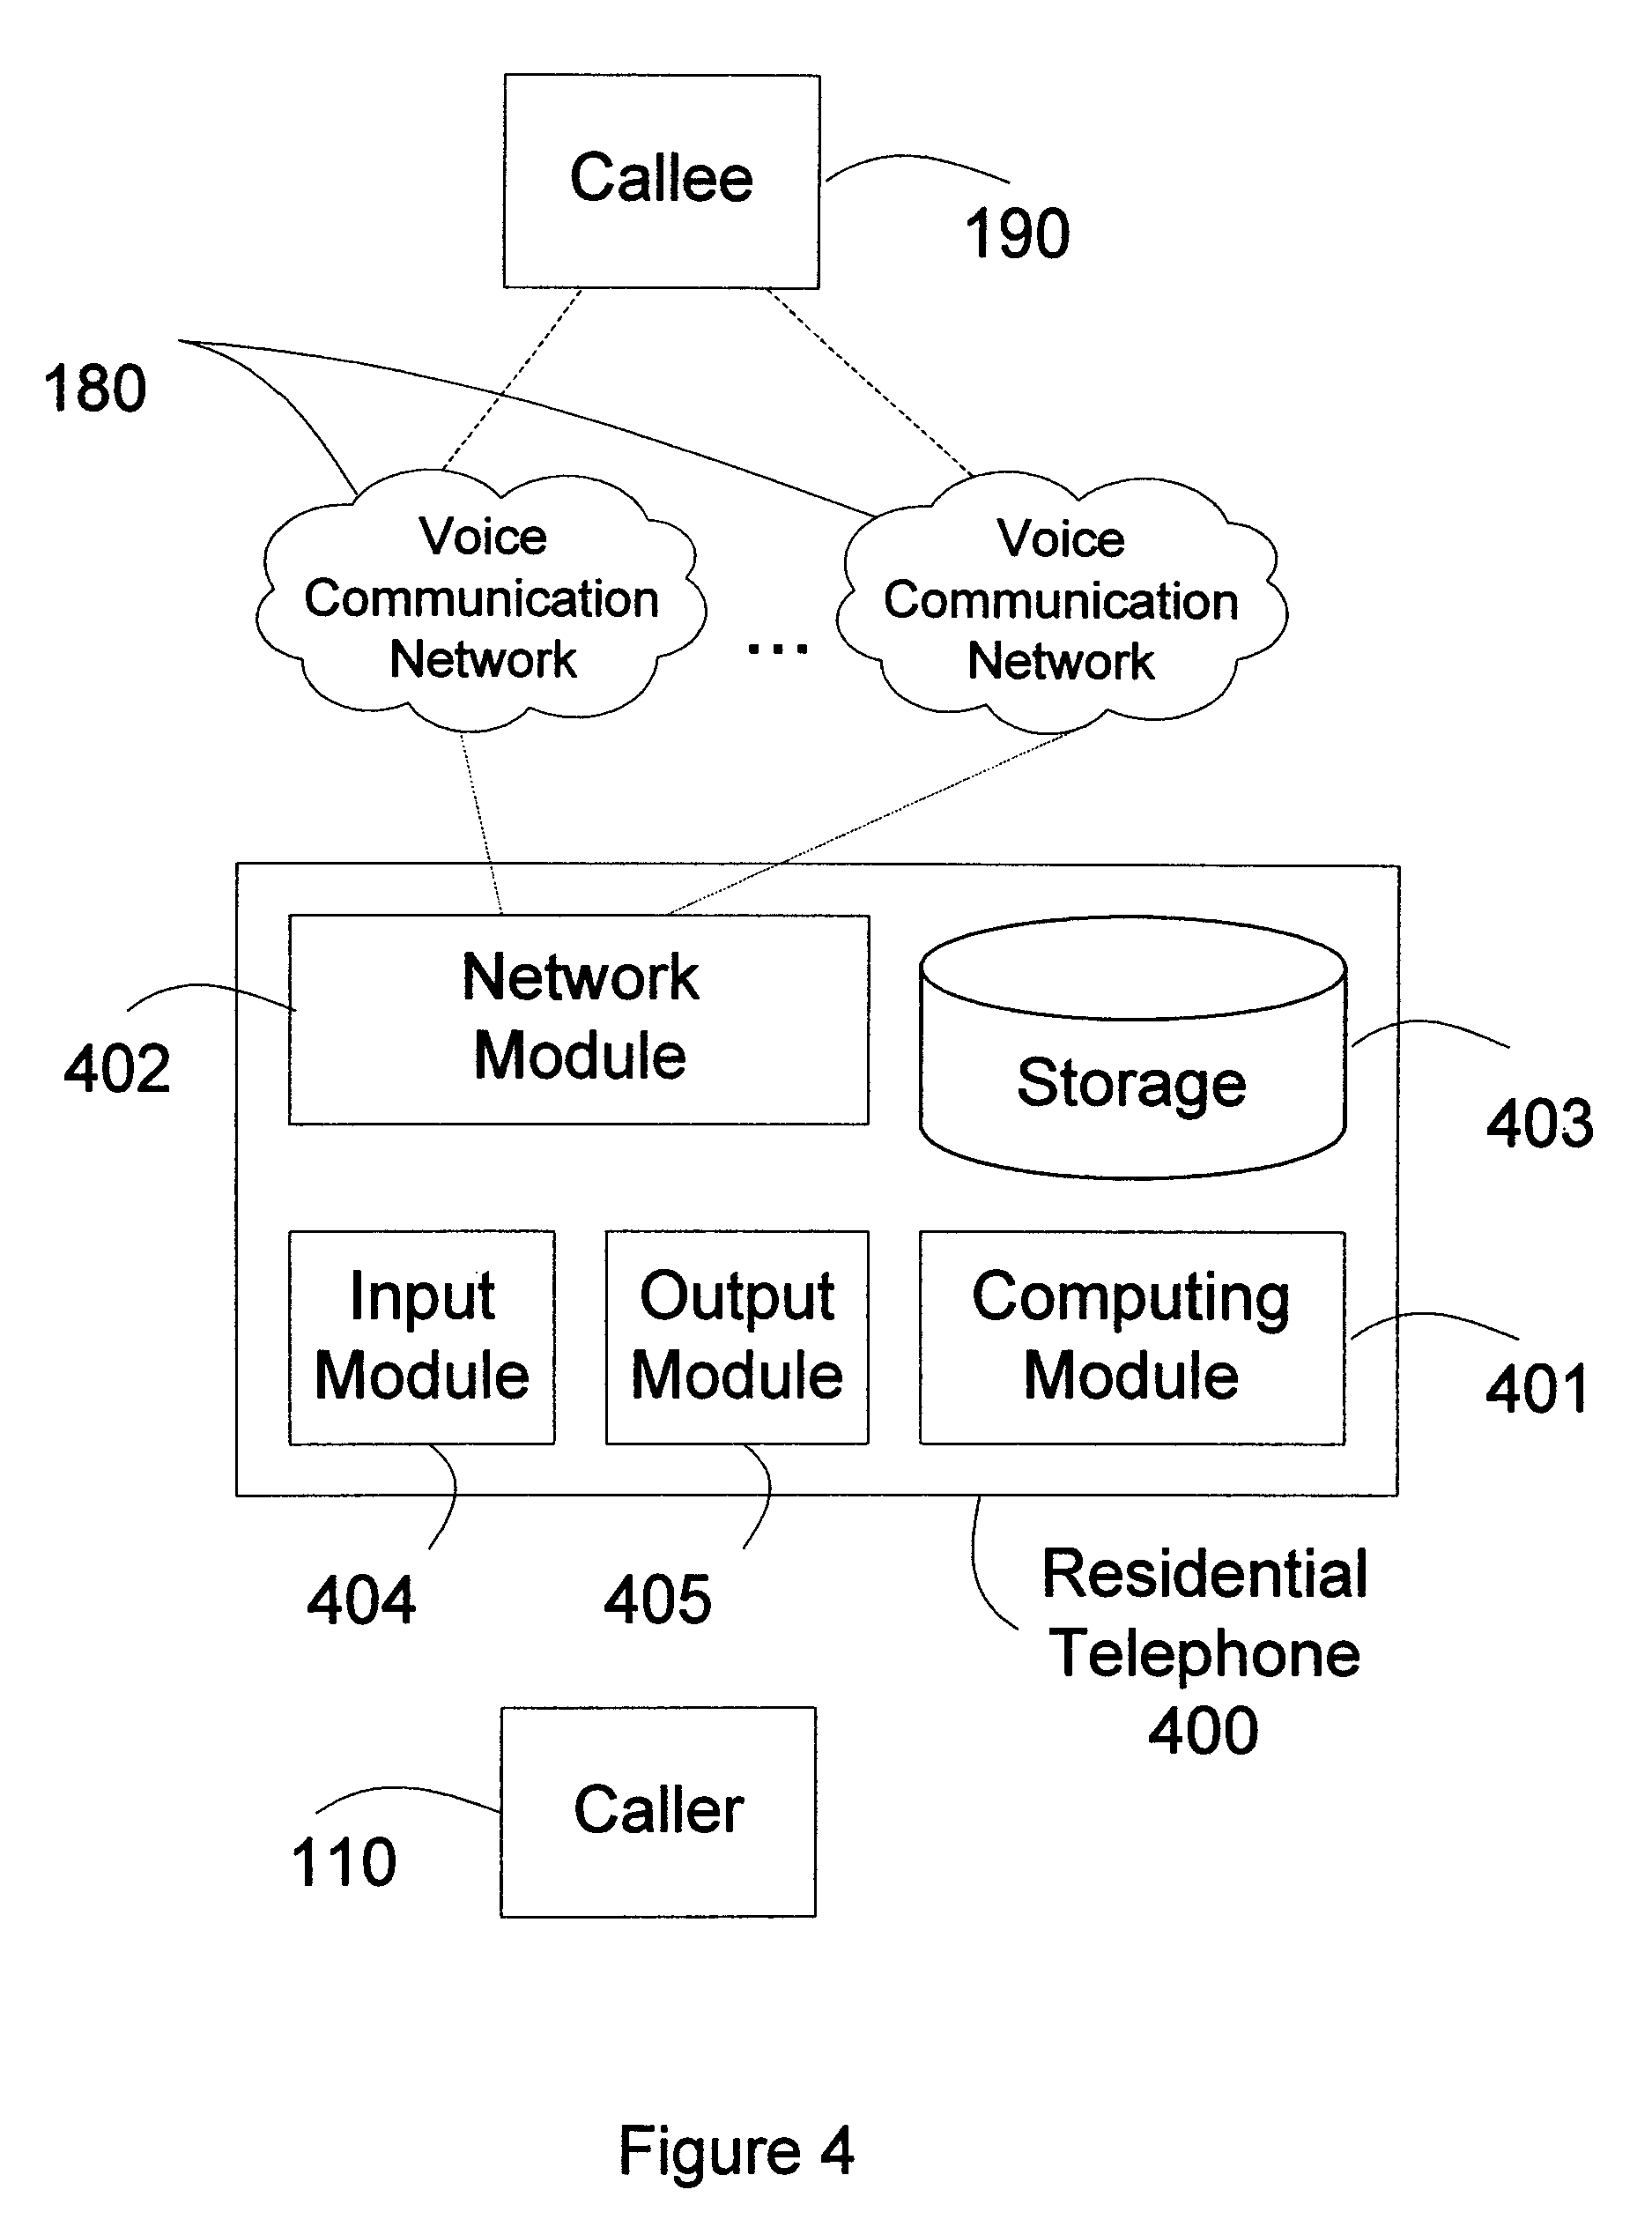 Callee
190
180
Voice
Communication
Network
...
Voice
Communication
Network
Network
Module
402
Storage
403
Input
Module
Output
Module
Computing
Module
401
404
405
Residential
Telephone
400
Caller
110
Figure 4